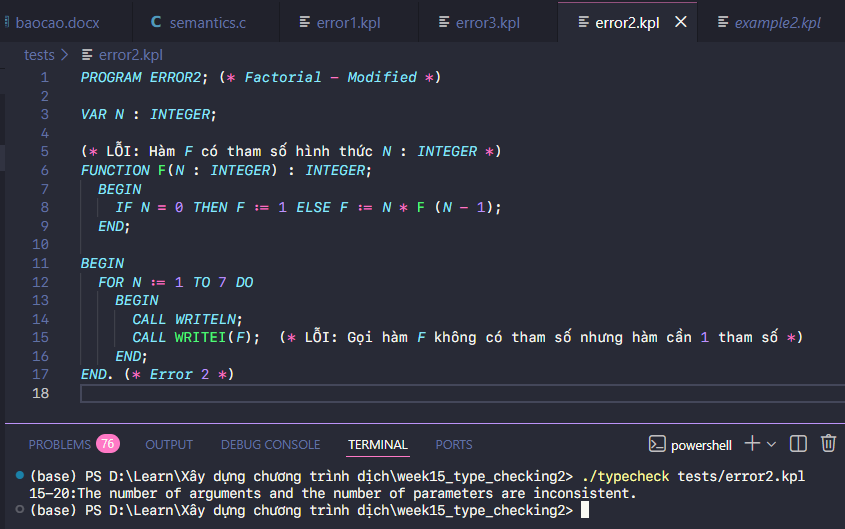 baocao.docx semantics.c error1.kpl error3.kpl error2.kpl example2.kpl
tests > error2.kpl
1 PROGRAM ERROR2; (* Factorial - Modified *)
2
3 VAR N : INTEGER;
4
5 (* LỖI: Hàm F có tham số hình thức N : INTEGER *)
6 FUNCTION F(N : INTEGER) : INTEGER;
7 BEGIN
8 IF N = 0 THEN F := 1 ELSE F := N * F (N - 1);
9 END;
10
11 BEGIN
12 FOR N := 1 TO 7 DO
13 BEGIN
14 CALL WRITELN;
15 CALL WRITEI(F); (* LỖI: Gọi hàm F không có tham số nhưng hàm cần 1 tham số *)
16 END;
17 END. (* Error 2 *)
18
PROBLEMS 76 OUTPUT DEBUG CONSOLE TERMINAL PORTS powershell
(base) PS D:\Learn\Xây dựng chương trình dịch\week15_type_checking2> ./typecheck tests/error2.kpl
15-20:The number of arguments and the number of parameters are inconsistent.
(base) PS D:\Learn\Xây dựng chương trình dịch\week15_type_checking2>